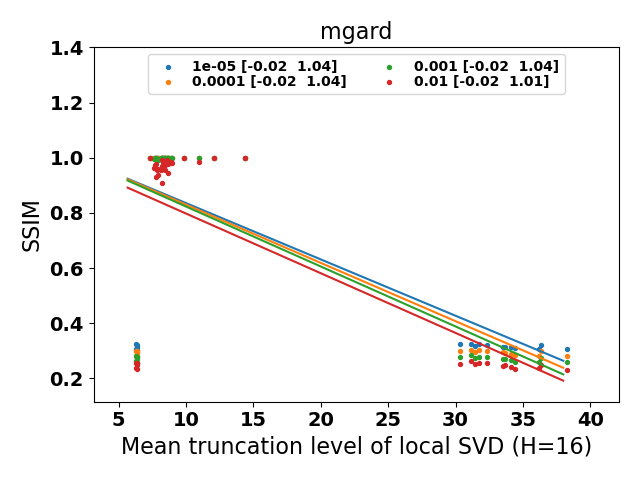 mgard
1e-05 [-0.02  1.04]
0.0001 [-0.02  1.04]
0.001 [-0.02  1.04]
0.01 [-0.02  1.01]
SSIM
1.4
1.2
1.0
0.8
0.6
0.4
0.2
5 10 15 20 25 30 35 40
Mean truncation level of local SVD (H=16)